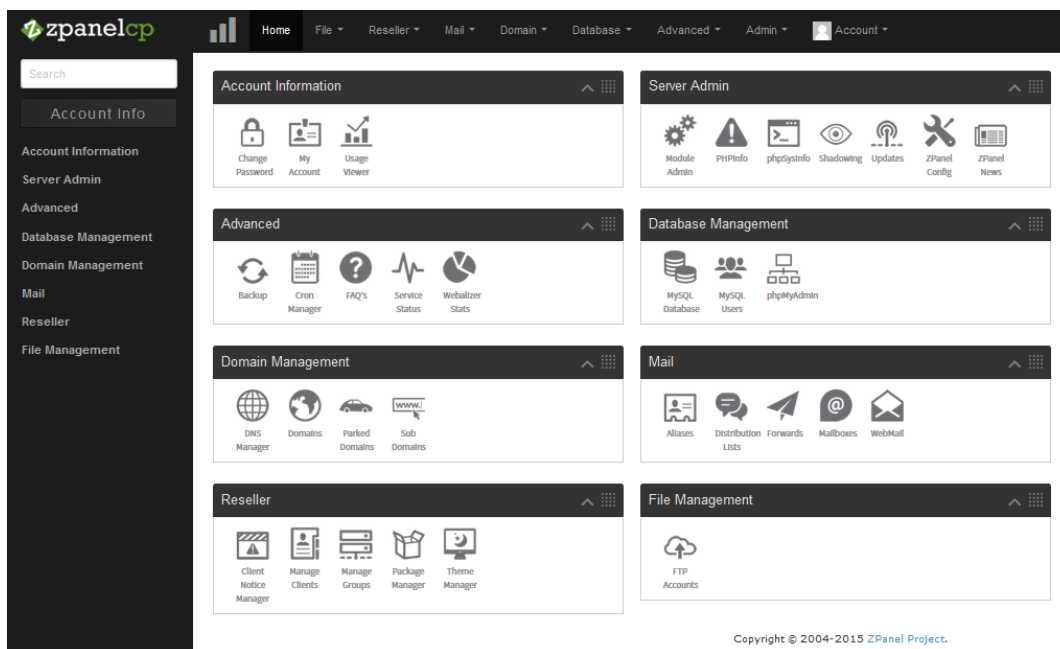 zpanelcp
Home File Reseller Mail Domain Database Advanced Admin Account
Search
Account Info
Account Information
Server Admin
Advanced
Database Management
Domain Management
Mail
Reseller
File Management
Account Information
Change Password
My Account
Usage Viewer
Server Admin
Module Admin
PHPInfo
phpSysInfo
Shadowing
Updates
ZPanel Config
ZPanel News
Advanced
Backup
Cron Manager
FAQ's
Service Status
Webalizer Stats
Database Management
MySQL Database
MySQL Users
phpMyAdmin
Domain Management
DNS Manager
Domains
Parked Domains
www.
Sub Domains
Mail
Aliases
Distribution Lists
Forwards
@
Mailboxes
WebMail
Reseller
Client Notice Manager
Manage Clients
Manage Groups
Package Manager
Theme Manager
File Management
FTP Accounts
Copyright © 2004-2015 ZPanel Project.